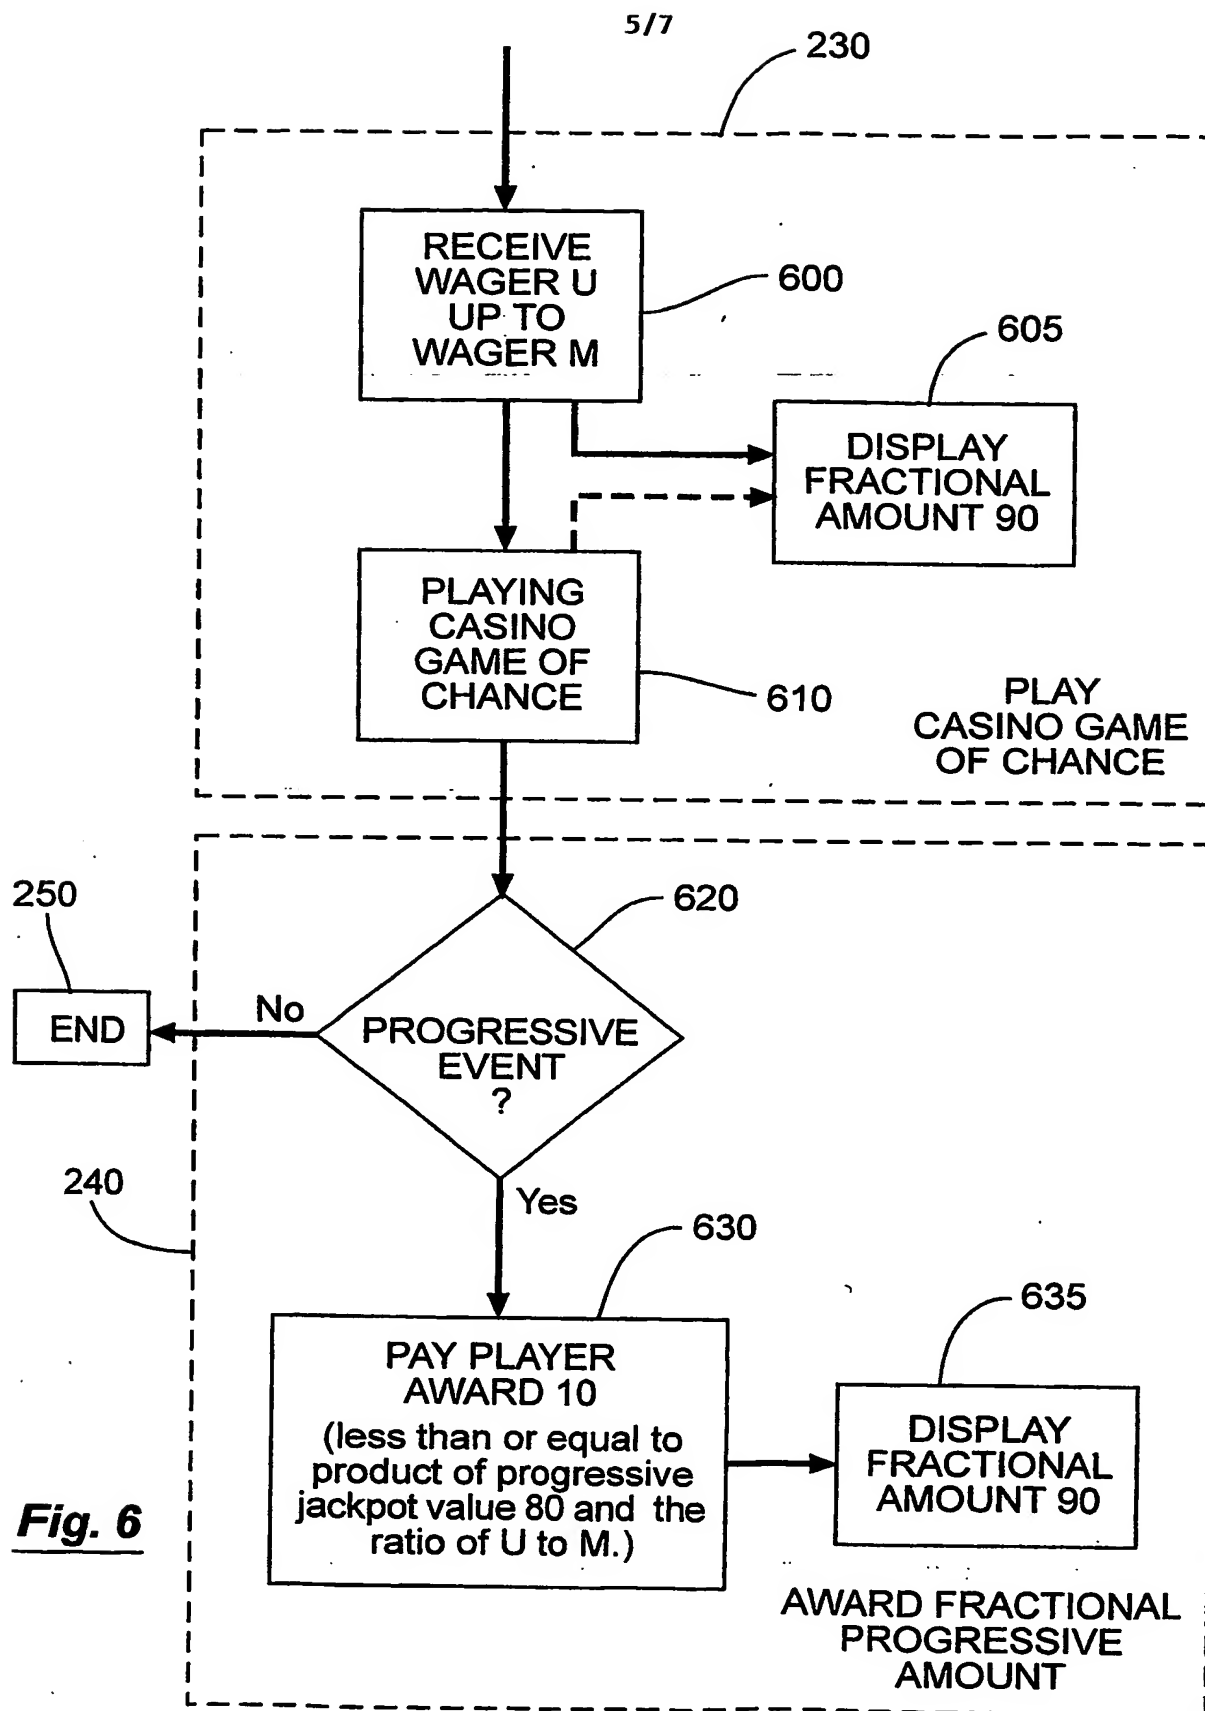 5/7
230
RECEIVE
WAGER U
UP TO
WAGER M
600
605
DISPLAY
FRACTIONAL
AMOUNT 90
PLAYING
CASINO
GAME OF
CHANCE
610
PLAY
CASINO GAME
OF CHANCE
250
620
END
No
PROGRESSIVE
EVENT
?
240
Yes
630
635
PAY PLAYER
AWARD 10
(less than or equal to
product of progressive
jackpot value 80 and the
ratio of U to M.)
DISPLAY
FRACTIONAL
AMOUNT 90
Fig. 6
AWARD FRACTIONAL
PROGRESSIVE
AMOUNT